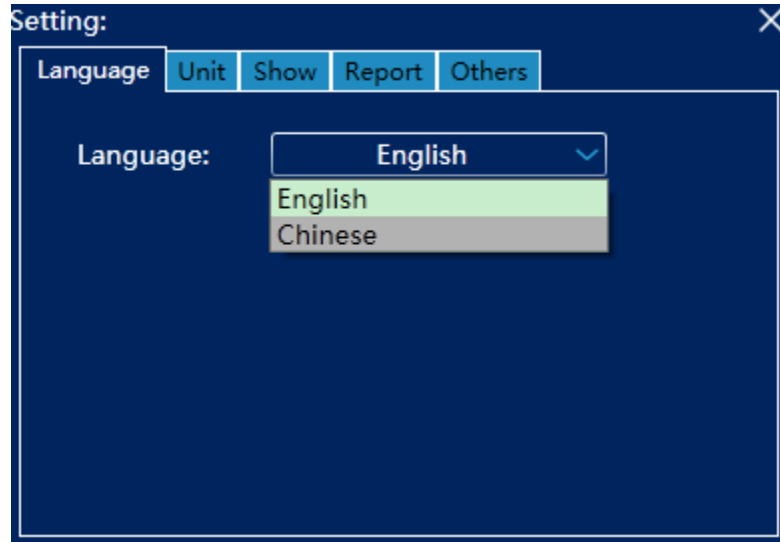 Setting:
Language Unit Show Report Others
Language: English
English
Chinese